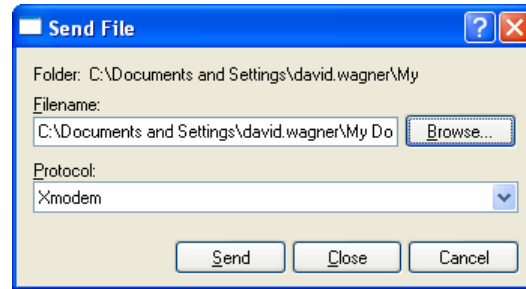 Send File
Folder: C:\Documents and Settings\david.wagner\My
Filename:
C:\Documents and Settings\david.wagner\My Do Browse...
Protocol:
Xmodem
Send Close Cancel